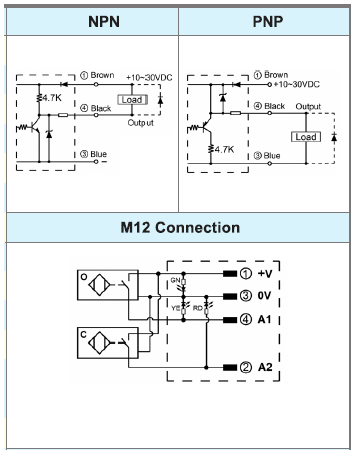 NPN
① Brown +10~30VDC
4.7K
Load
④ Black
Output
③ Blue
PNP
① Brown
+10~30VDC
④ Black Output
Load
4.7K
③ Blue
M12 Connection
O
GN
① +V
③ 0V
YE RD
④ A1
C
② A2